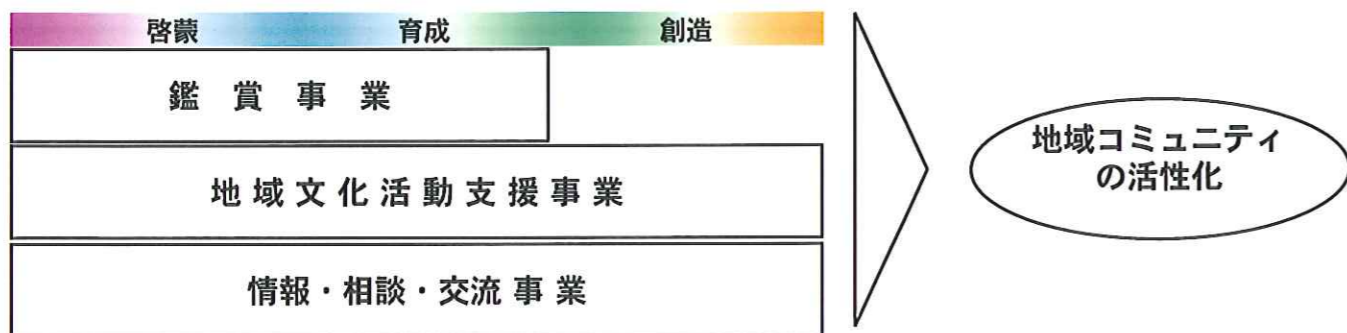 啓蒙 育成 創造
鑑賞事業
地域文化活動支援事業
情報・相談・交流事業
地域コミュニティ
の活性化